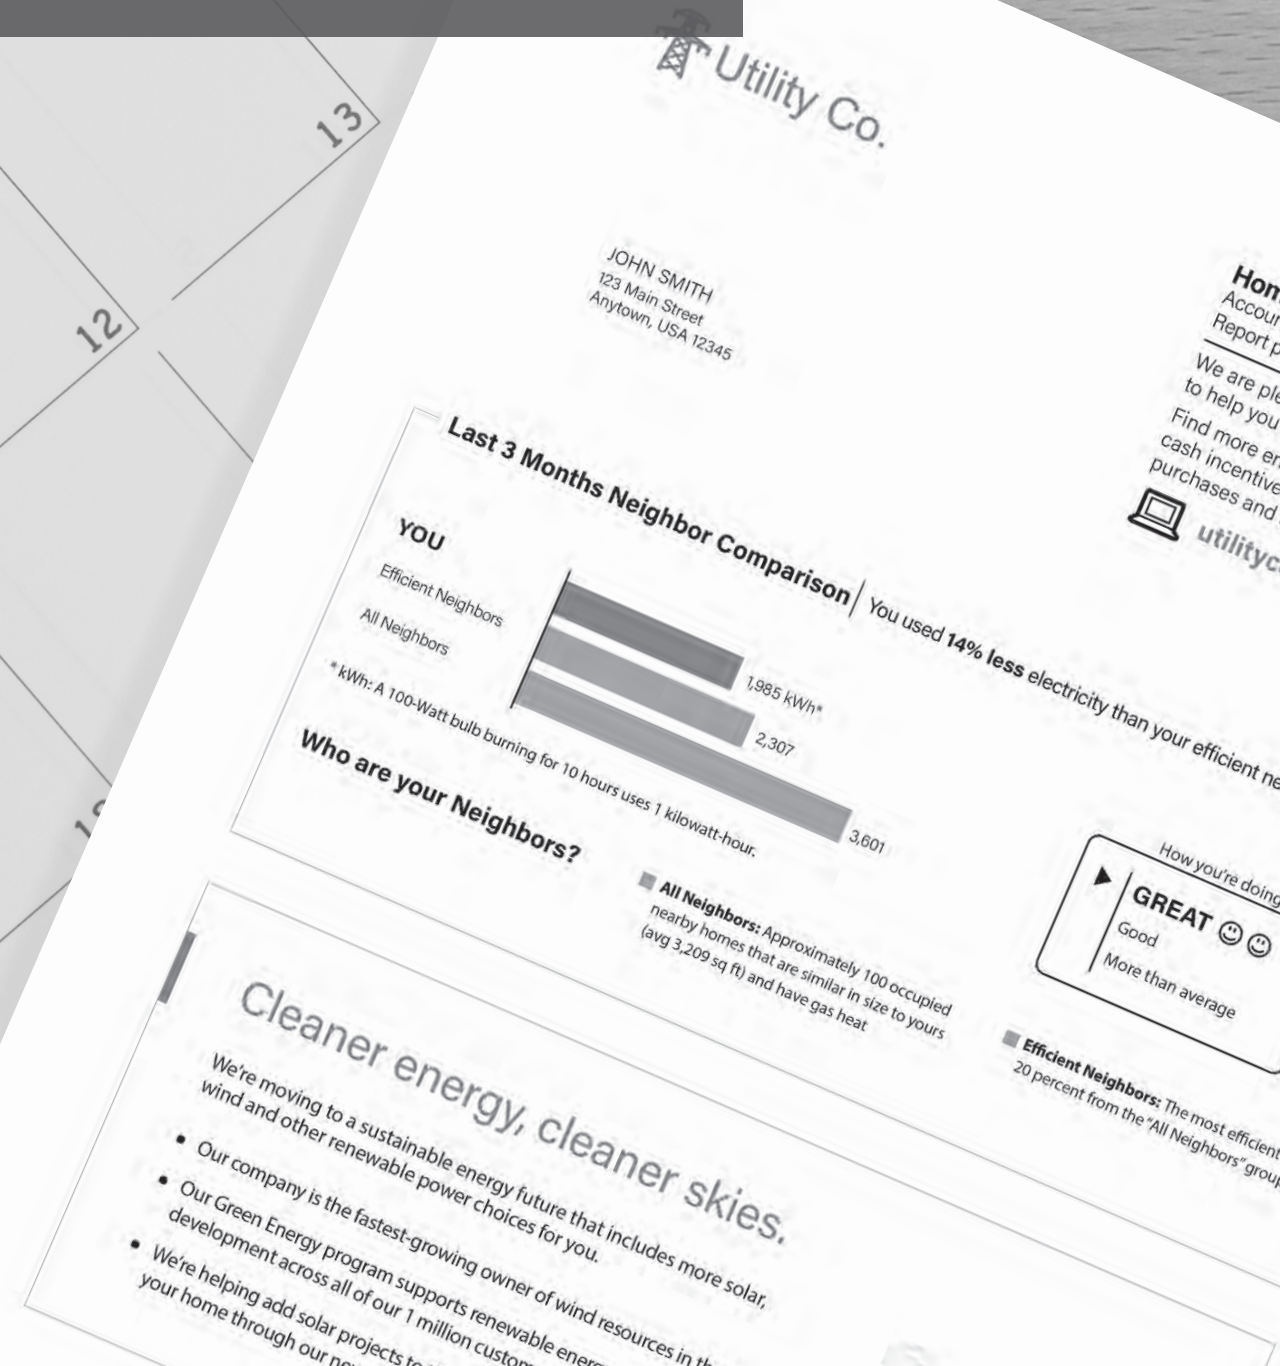 13
12
Utility Co.
JOHN SMITH
123 Main Street
Anytown, USA 12345
Hom
Accoun
Report p
We are ple
to help you
Find more en
cash incentive
purchases and
utilityc
Last 3 Months Neighbor Comparison | You used 14% less electricity than your efficient ne
YOU
Efficient Neighbors
All Neighbors
1,985 kWh*
2,307
3,601
* kWh: A 100-Watt bulb burning for 10 hours uses 1 kilowatt-hour.
How you're doing
GREAT
Good
More than average
Who are your Neighbors?
All Neighbors: Approximately 100 occupied
nearby homes that are similar in size to yours
(avg 3,209 sq ft) and have gas heat
Efficient Neighbors: The most efficient
20 percent from the "All Neighbors" group
Cleaner energy, cleaner skies.
We're moving to a sustainable energy future that includes more solar,
wind and other renewable power choices for you.
• Our company is the fastest-growing owner of wind resources in th
• Our Green Energy program supports renewable energ
development across all of our 1 million custom
• We're helping add solar projects to
your home through our ne